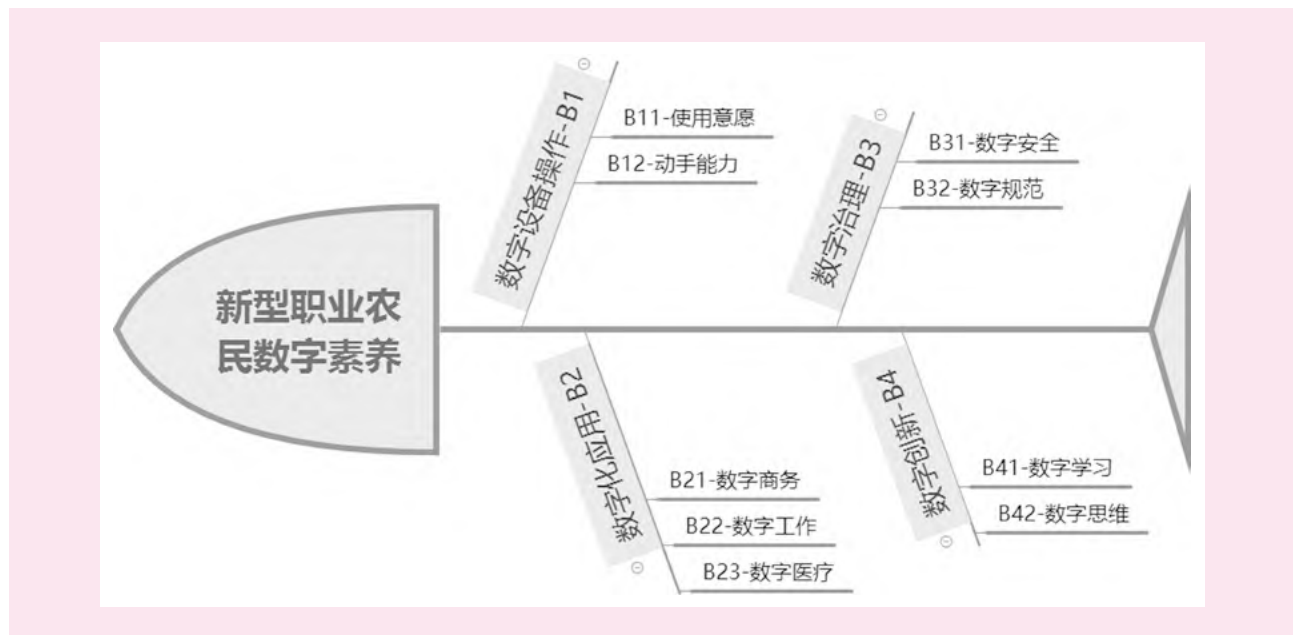 新型职业农
民数字素养
数字设备操作-B1
B11-使用意愿
B12-动手能力
数字治理-B3
B31-数字安全
B32-数字规范
数字化应用-B2
B21-数字商务
B22-数字工作
B23-数字医疗
数字创新-B4
B41-数字学习
B42-数字思维